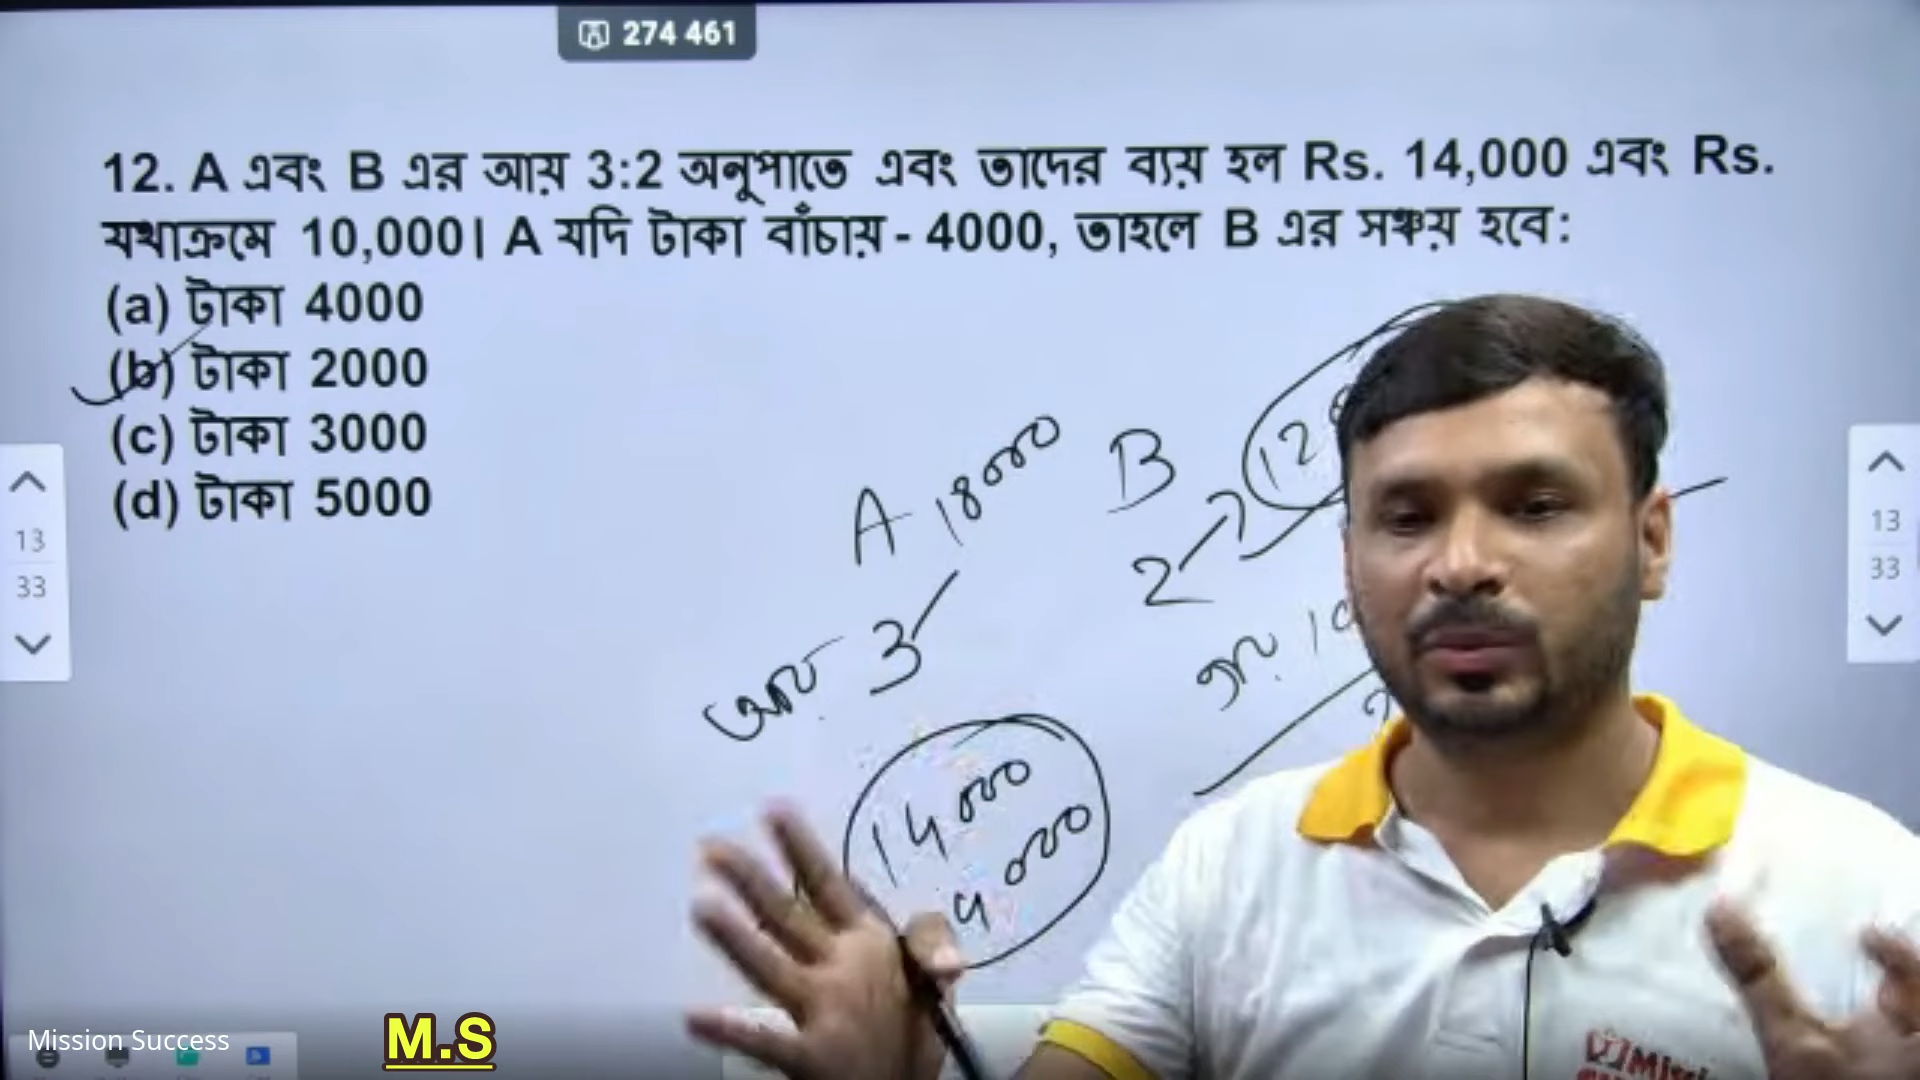 274 461
12. A এবং B এর আয় 3:2 অনুপাতে এবং তাদের ব্যয় হল Rs. 14,000 এবং Rs.
যথাক্রমে 10,000। A যদি টাকা বাঁচায় - 4000, তাহলে B এর সঞ্চয় হবে:
(a) টাকা 4000
(b) টাকা 2000
(c) টাকা 3000
(d) টাকা 5000
A 18000 B 12
আয় 3 2
14000
4000
13
33
13
33
Mission Success
M.S